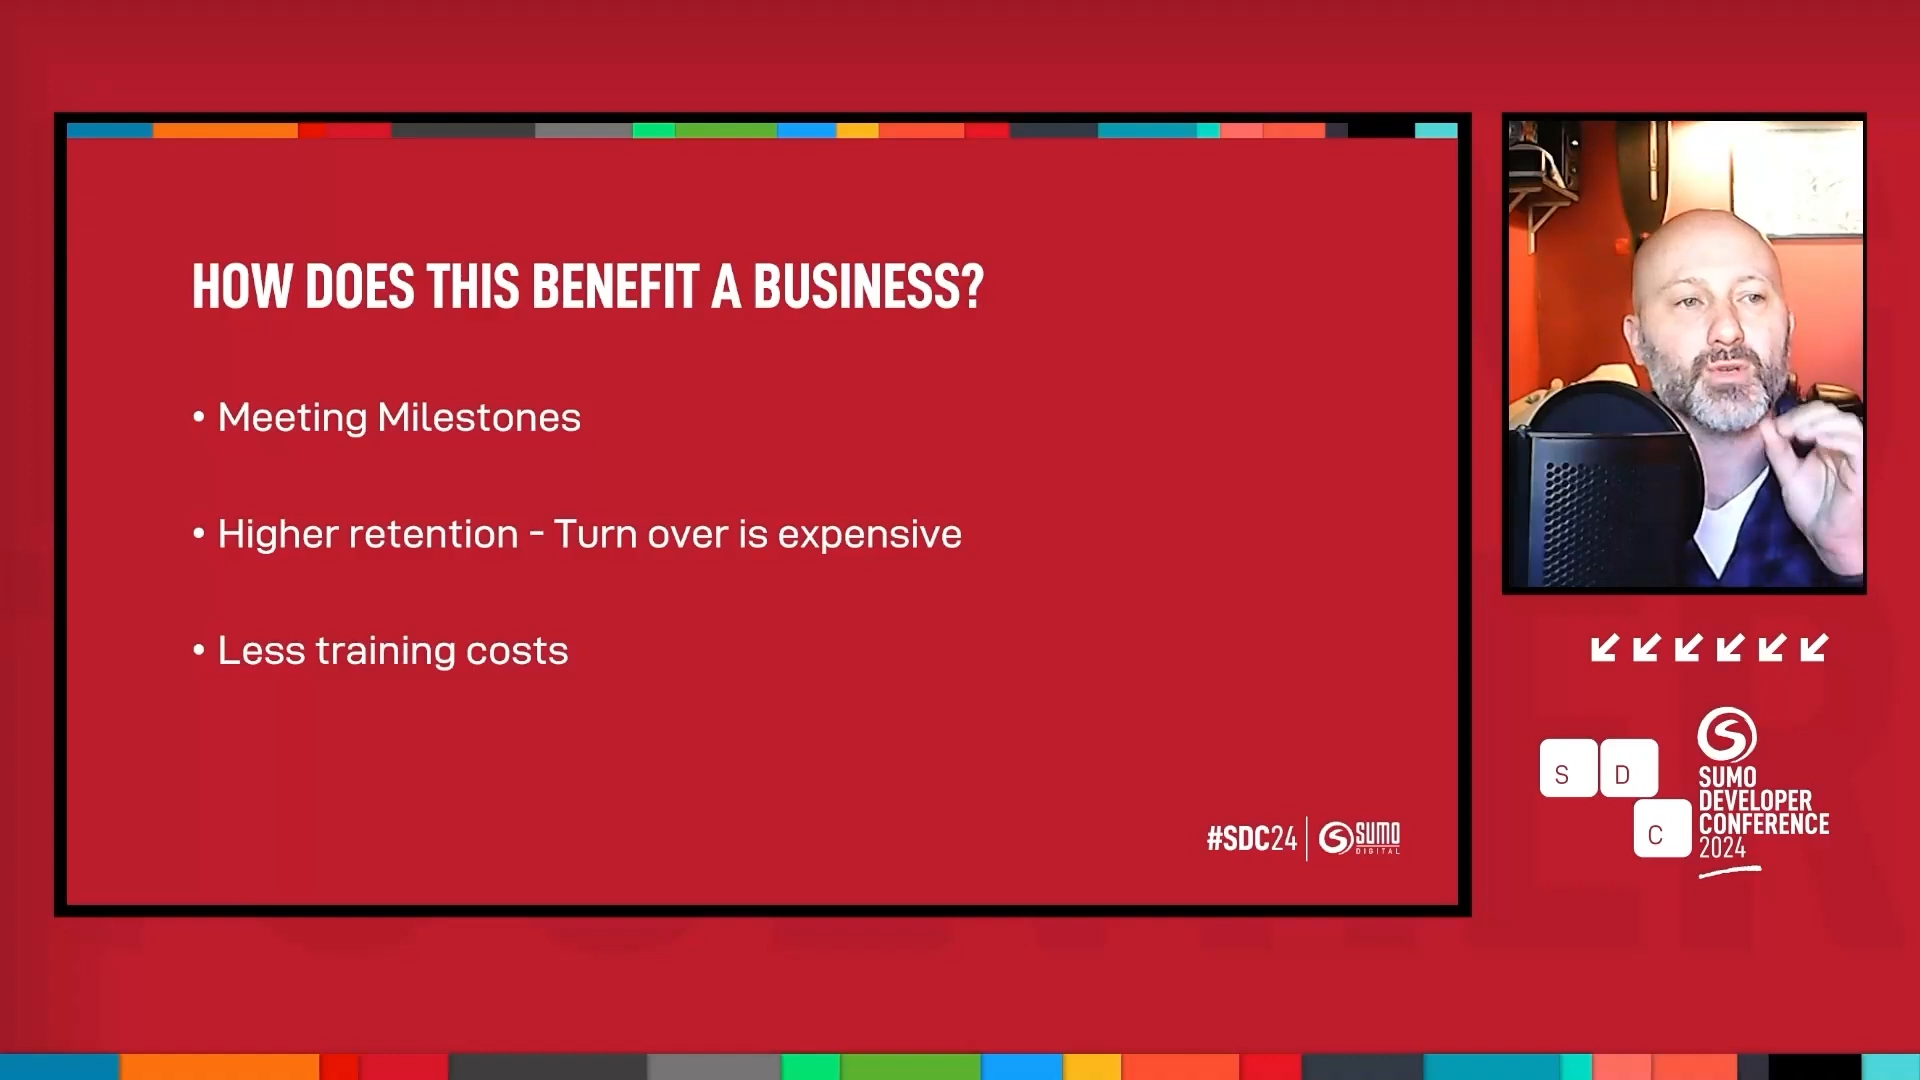 HOW DOES THIS BENEFIT A BUSINESS?
• Meeting Milestones
• Higher retention - Turn over is expensive
• Less training costs
#SDC24
SUMO
DIGITAL
S D
C
SUMO
DEVELOPER
CONFERENCE
2024